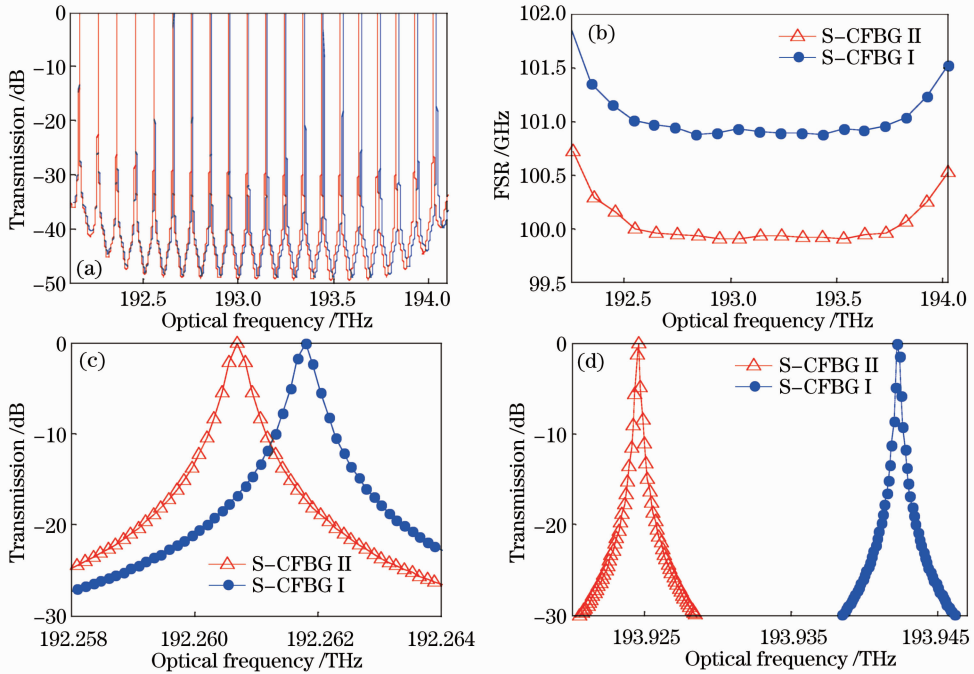 0
-10
-20
-30
-40
-50
Transmission /dB
(a)
192.5
193.0
193.5
194.0
Optical frequency /THz
102.0
101.5
101.0
100.5
100.0
99.5
FSR /GHz
(b)
S-CFBG II
S-CFBG I
192.5
193.0
193.5
194.0
Optical frequency /THz
0
-10
-20
-30
Transmission /dB
(c)
S-CFBG II
S-CFBG I
192.258
192.260
192.262
192.264
Optical frequency /THz
0
-10
-20
-30
Transmission /dB
(d)
S-CFBG II
S-CFBG I
193.925
193.935
193.945
Optical frequency /THz